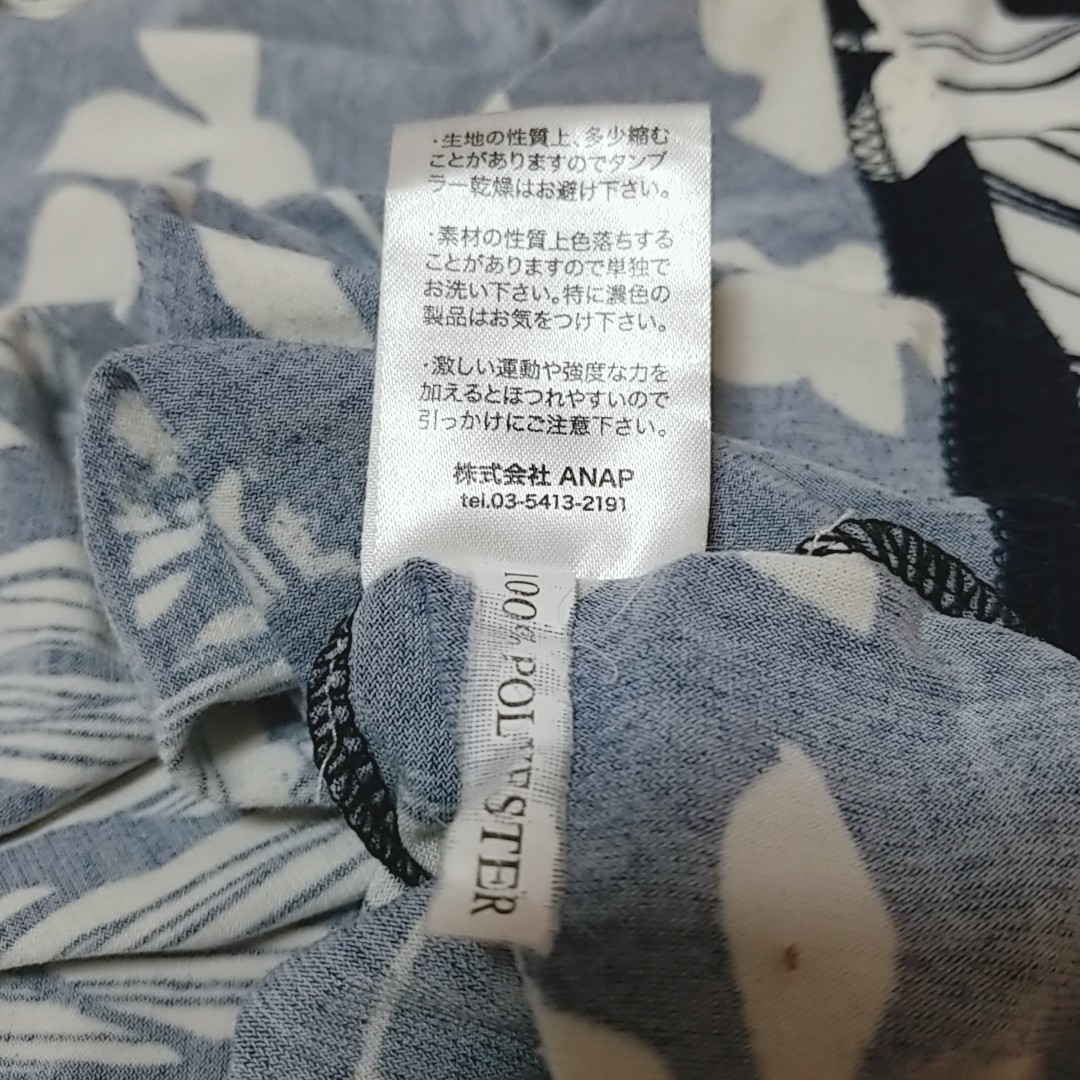 ・生地の性質上、多少縮む
ことがありますのでタンブ
ラー乾燥はお避け下さい。
・素材の性質上色落ちする
ことがありますので単独で
お洗い下さい。特に濃色の
製品はお気をつけ下さい。
・激しい運動や強度な力を
加えるとほつれやすいので
引っかけにご注意下さい。
株式会社 ANAP
tel.03-5413-2191
100% POLYESTER